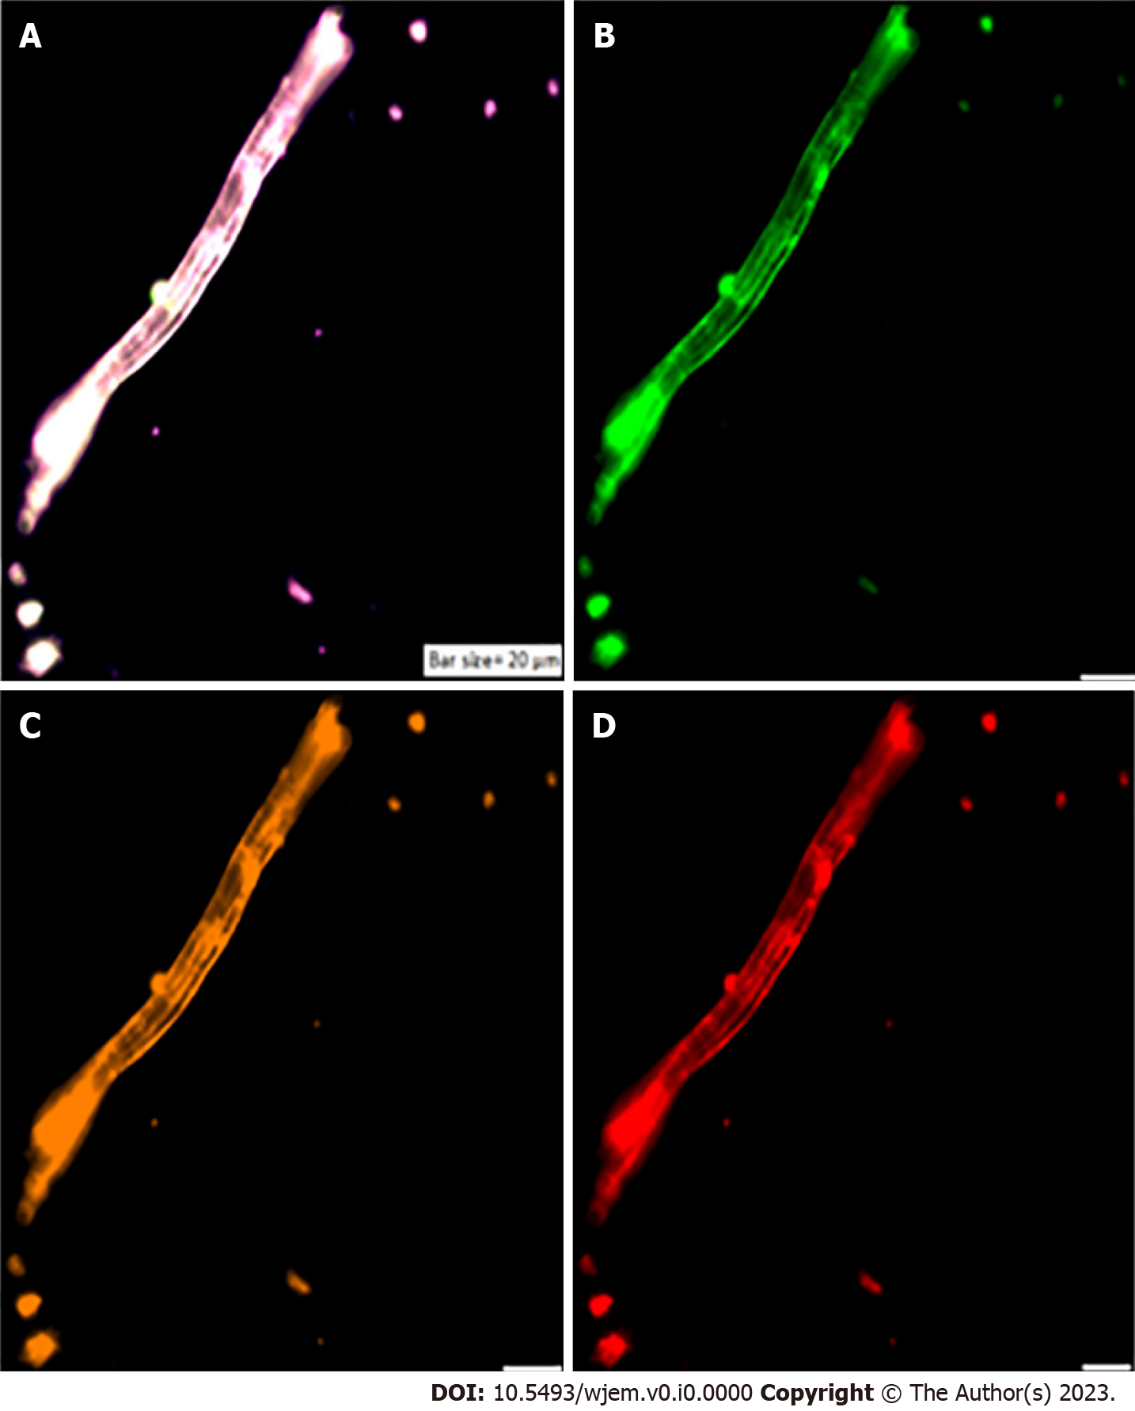 A
B
Bar size= 20 µm
C
D
DOI: 10.5493/wjem.v0.i0.0000 Copyright © The Author(s) 2023.